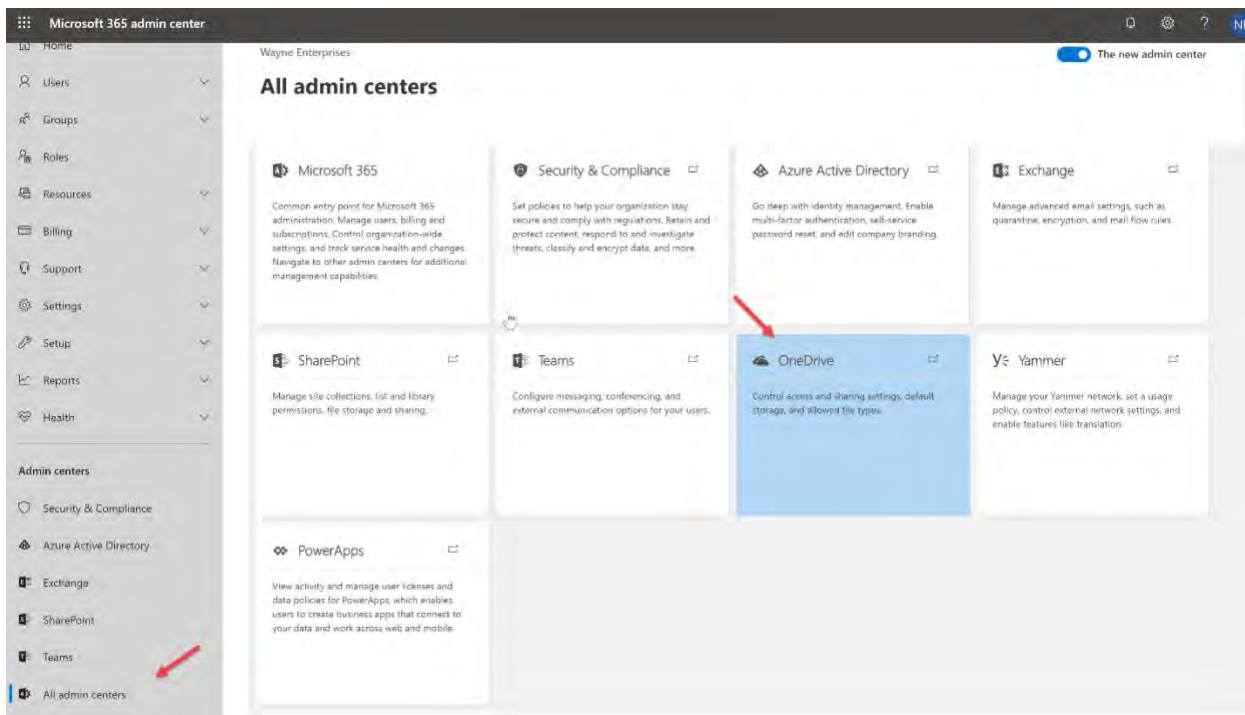 Microsoft 365 admin center
?
Home
Users
Groups
Roles
Resources
Billing
Support
Settings
Setup
Reports
Health
Admin centers
Security & Compliance
Azure Active Directory
Exchange
SharePoint
Teams
All admin centers
Wayne Enterprises
The new admin center
All admin centers
Microsoft 365
Common entry point for Microsoft 365
administration. Manage users, billing and
subscriptions. Control organization-wide
settings, and track service health and changes.
Navigate to other admin centers for additional
management capabilities.
Security & Compliance
Set policies to help your organization stay
secure and comply with regulations. Retain and
protect content, respond to and investigate
threats, classify and encrypt data, and more.
Azure Active Directory
Go deep with identity management. Enable
multi-factor authentication, self-service
password reset, and edit company branding.
Exchange
Manage advanced email settings, such as
quarantine, encryption, and mail flow rules.
SharePoint
Manage site collections, list and library
permissions, file storage and sharing.
Teams
Configure messaging, conferencing, and
external communication options for your users.
OneDrive
Control access and sharing settings, default
storage, and allowed file types.
Yammer
Manage your Yammer network, set a usage
policy, control external network settings, and
enable features like translation.
PowerApps
View activity and manage user licenses and
data policies for PowerApps, which enables
users to create business apps that connect to
your data and work across web and mobile.